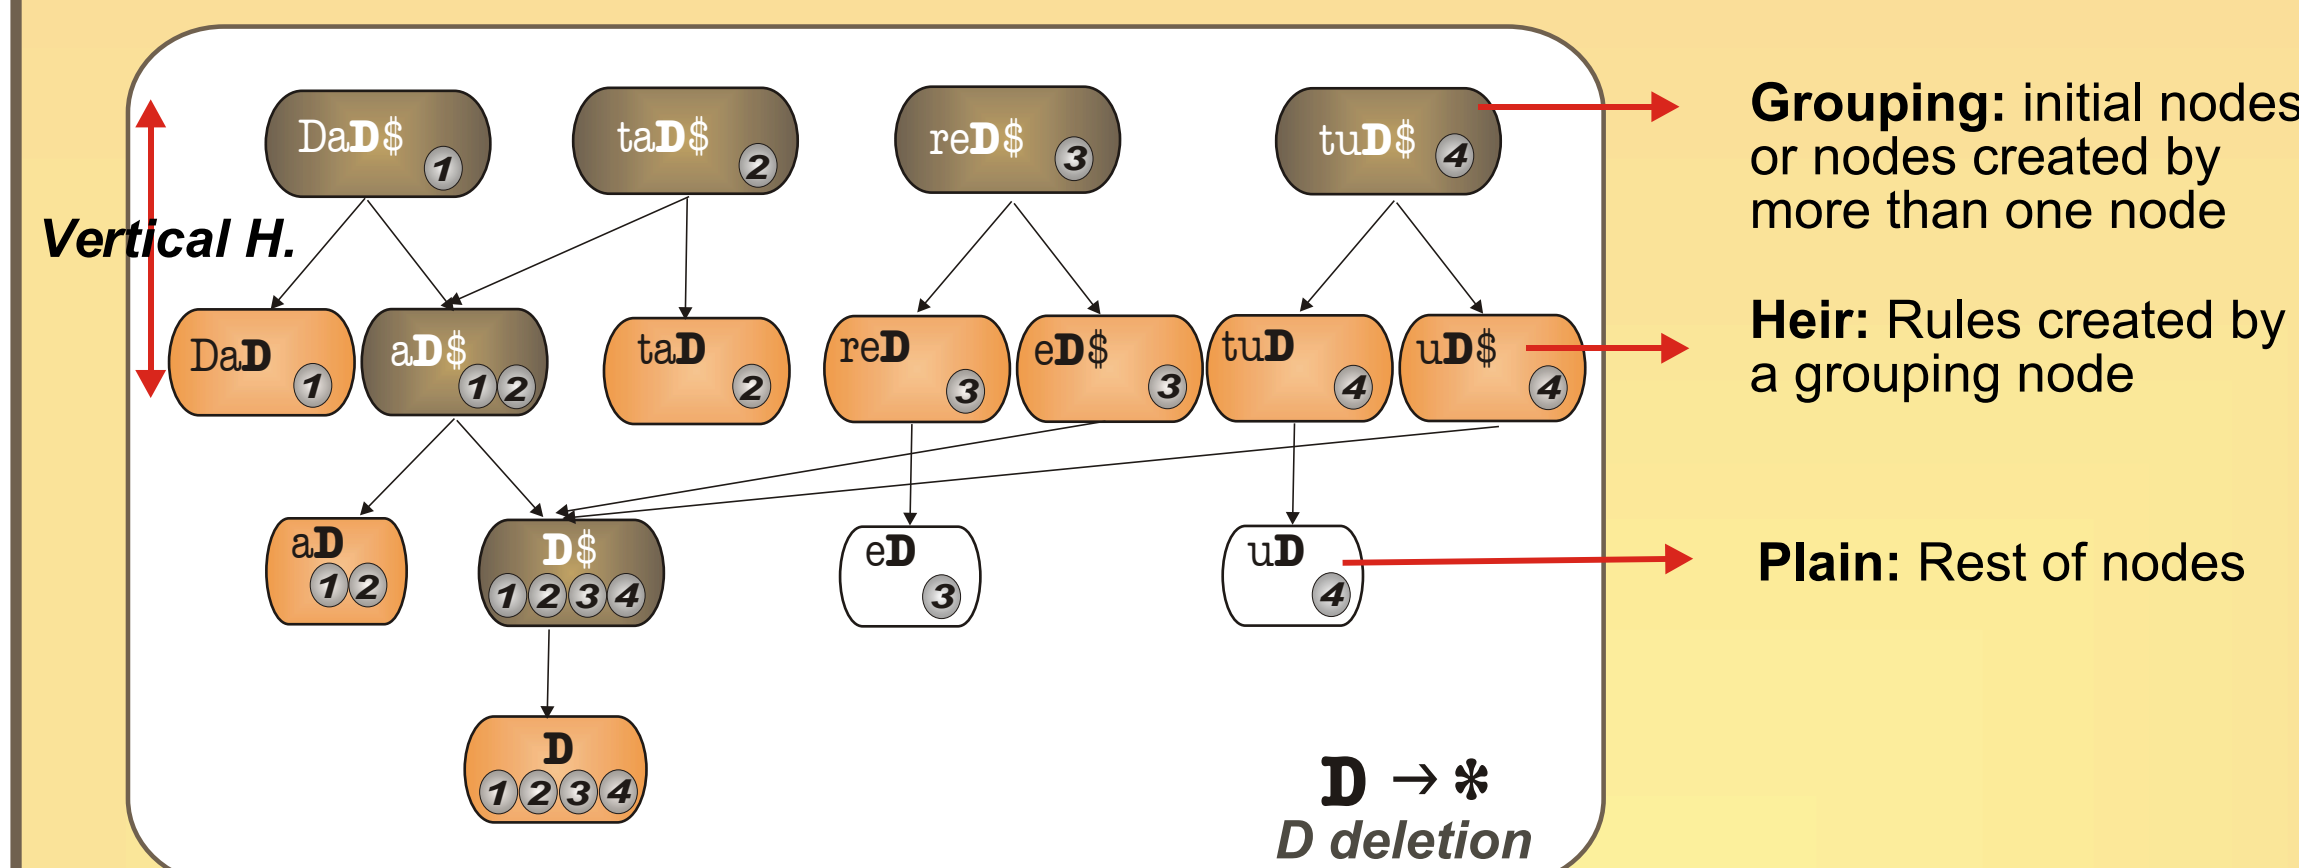 DaD$ 1
taD$ 2
reD$ 3
tuD$ 4
Grouping: initial nodes
or nodes created by
more than one node
Vertical H.
DaD 1
aD$ 1 2
taD 2
reD 3
eD$ 3
tuD 4
uD$ 4
Heir: Rules created by
a grouping node
aD 1 2
D$ 1 2 3 4
eD 3
uD 4
Plain: Rest of nodes
D 1 2 3 4
D → *
D deletion